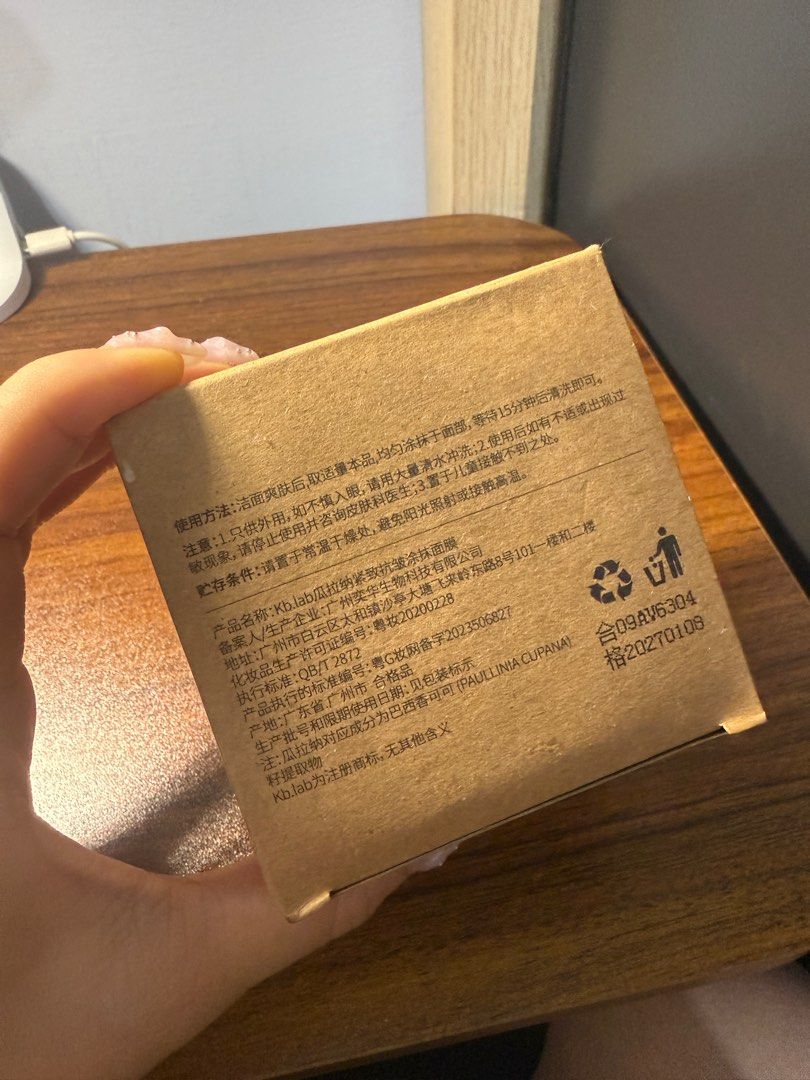 使用方法:洁面爽肤后,取适量本品,均匀涂抹于面部,等待15分钟后清洗即可。
注意:1.只供外用,如不慎入眼,请用大量清水冲洗;2.使用后如有不适或出现过
敏现象,请停止使用并咨询皮肤科医生;3.置于儿童接触不到之处。
贮存条件:请置于常温干燥处,避免阳光照射或接触高温。
产品名称:Kb.lab瓜拉纳紧致抗皱涂抹面膜
备案人/生产企业:广州奕华生物科技有限公司
地址:广州市白云区太和镇沙亭大塘飞来岭东路8号101一楼和二楼
化妆品生产许可证编号:粤妆20200228
执行标准:QB/T 2872
产品执行的标准编号:粤G妆网备字2023506827
产地:广东省广州市 合格品
生产批号和限期使用日期:见包装标示
注:瓜拉纳对应成分为巴西香可可(PAULLINIA CUPANA)
籽提取物
Kb.lab为注册商标,无其他含义
合09AV6304
格20270109